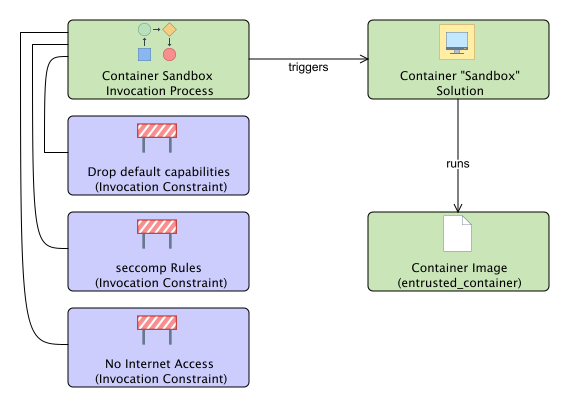 Container Sandbox
Invocation Process
triggers
Container "Sandbox"
Solution
Drop default capabilities
(Invocation Constraint)
runs
seccomp Rules
(Invocation Constraint)
Container Image
(entrusted_container)
No Internet Access
(Invocation Constraint)